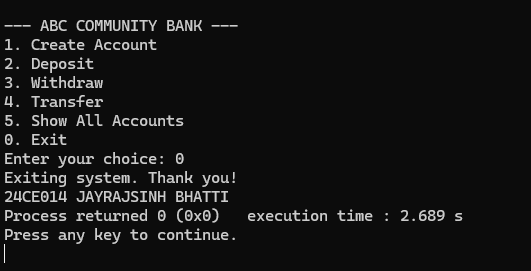 --- ABC COMMUNITY BANK ---
1. Create Account
2. Deposit
3. Withdraw
4. Transfer
5. Show All Accounts
0. Exit
Enter your choice: 0
Exiting system. Thank you!
24CE014 JAYRAJSINH BHATTI
Process returned 0 (0x0)   execution time : 2.689 s
Press any key to continue.